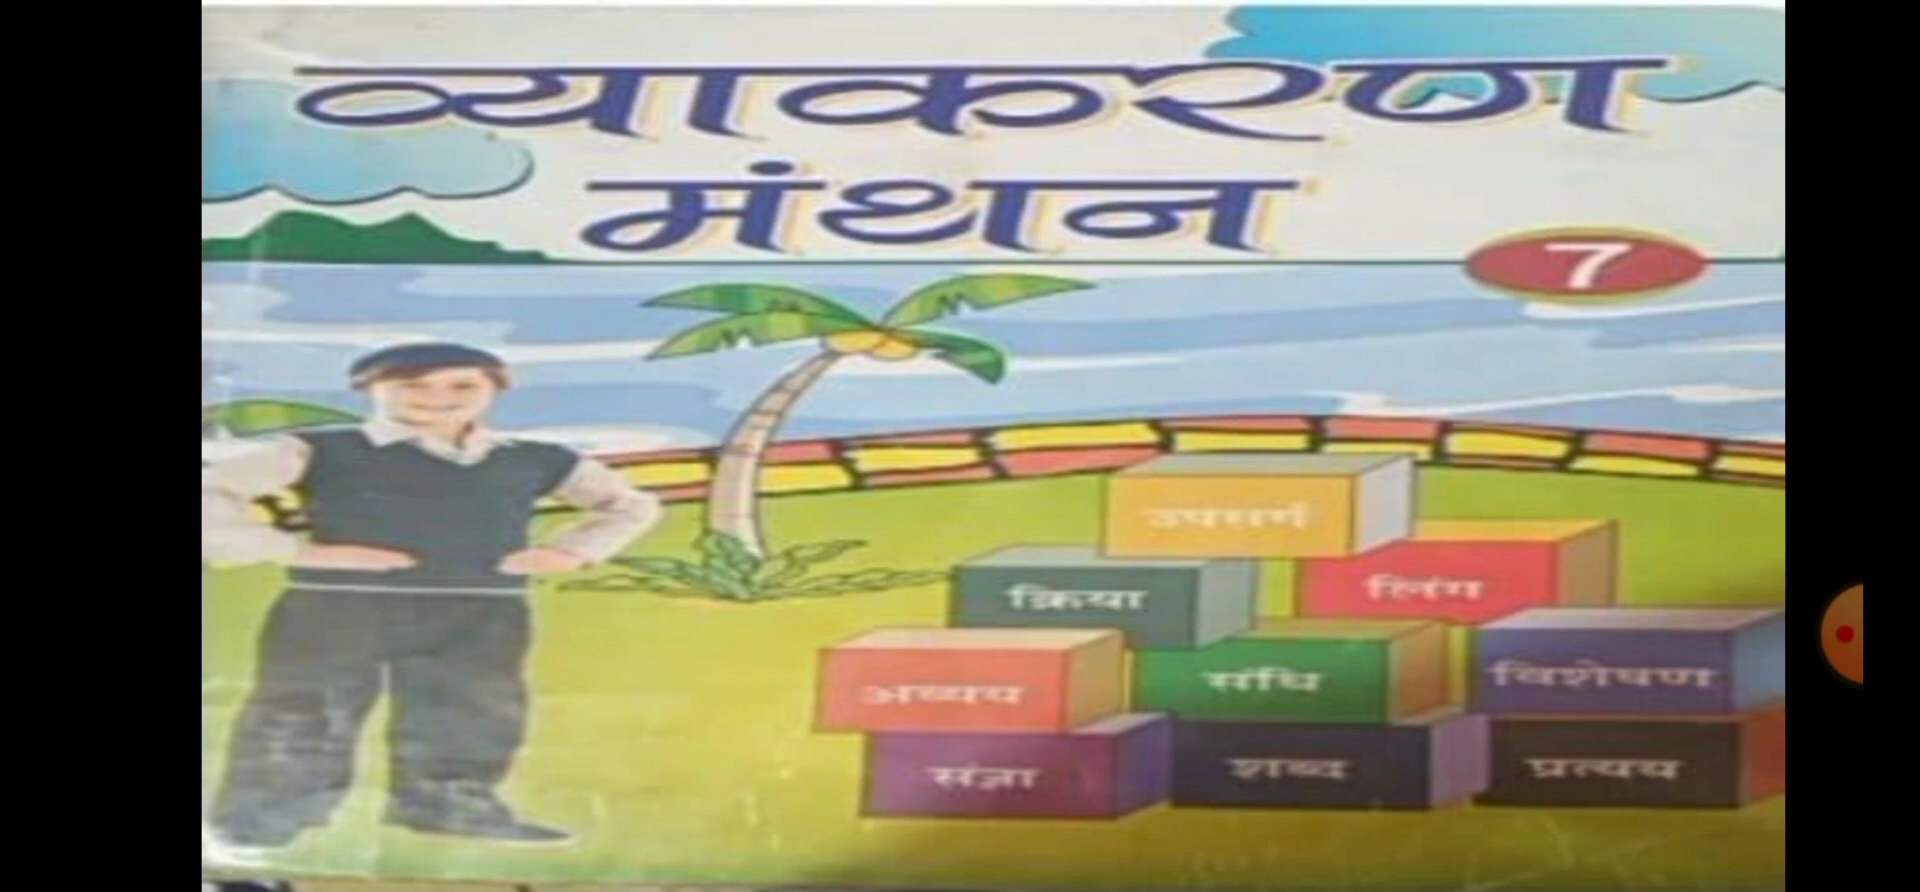 व्याकरण
मंथन
7
उपसर्ग
क्रिया
लिंग
अव्यय
संधि
विशेषण
संज्ञा
शब्द
प्रत्यय